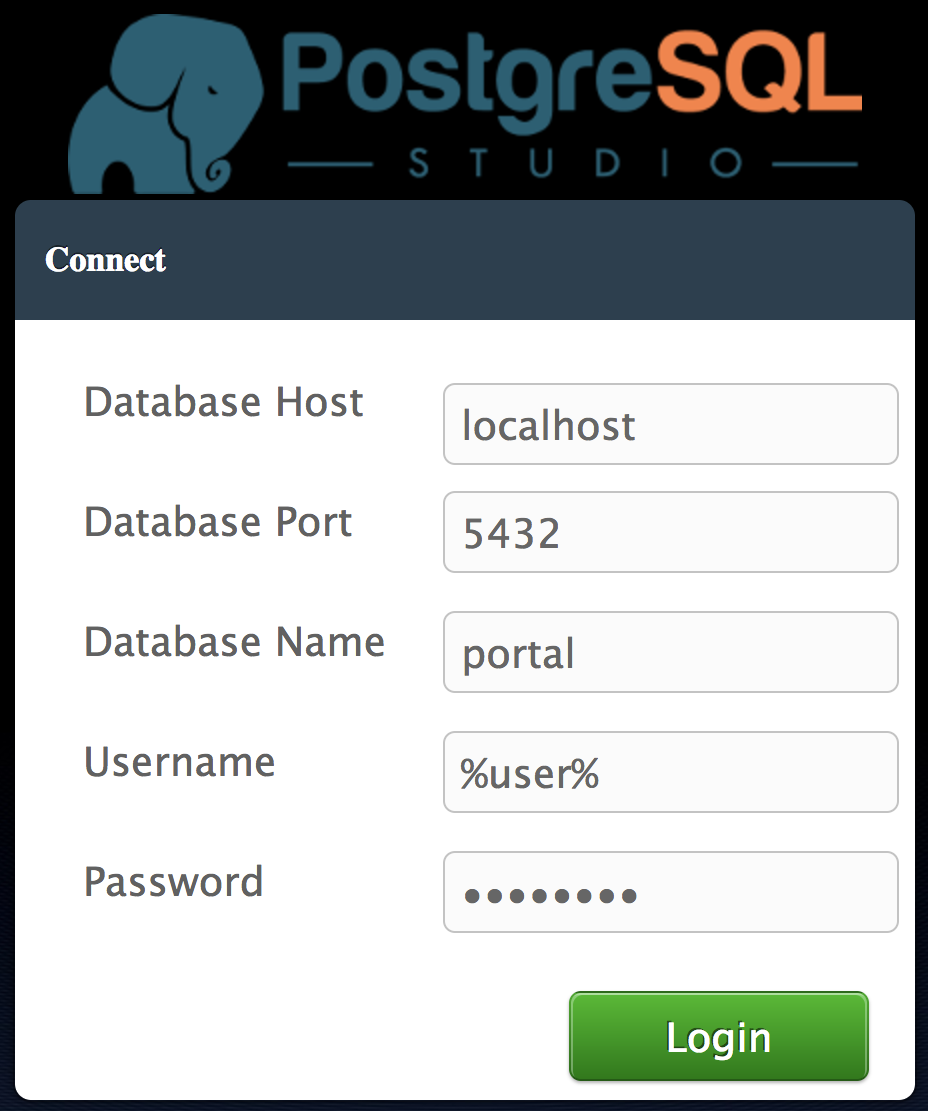 PostgreSQL
STUDIO
Connect
Database Host
localhost
Database Port
5432
Database Name
portal
Username
%user%
Password
••••••••
Login